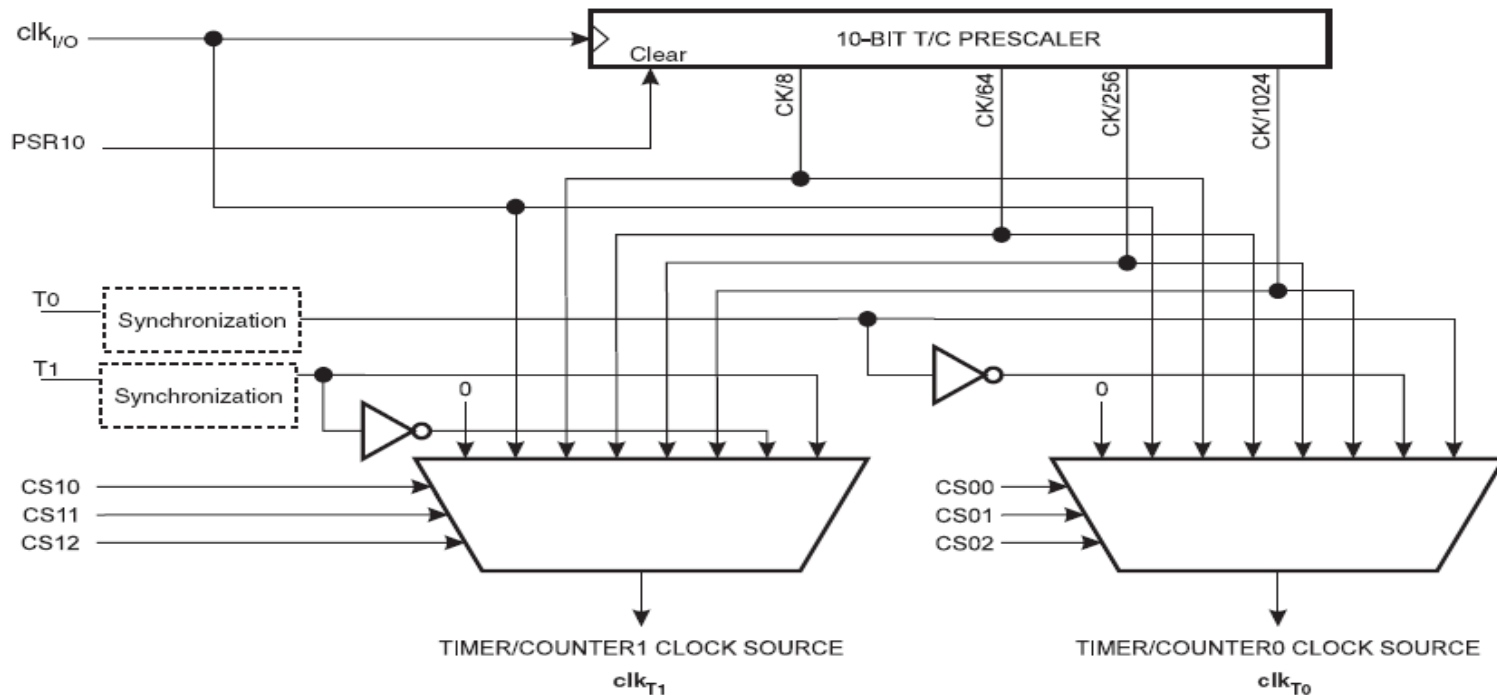 clkI/O
10-BIT T/C PRESCALER
Clear
PSR10
CK/8
CK/64
CK/256
CK/1024
T0
Synchronization
T1
Synchronization
0
0
CS10
CS11
CS12
CS00
CS01
CS02
TIMER/COUNTER1 CLOCK SOURCE
clkT1
TIMER/COUNTER0 CLOCK SOURCE
clkT0